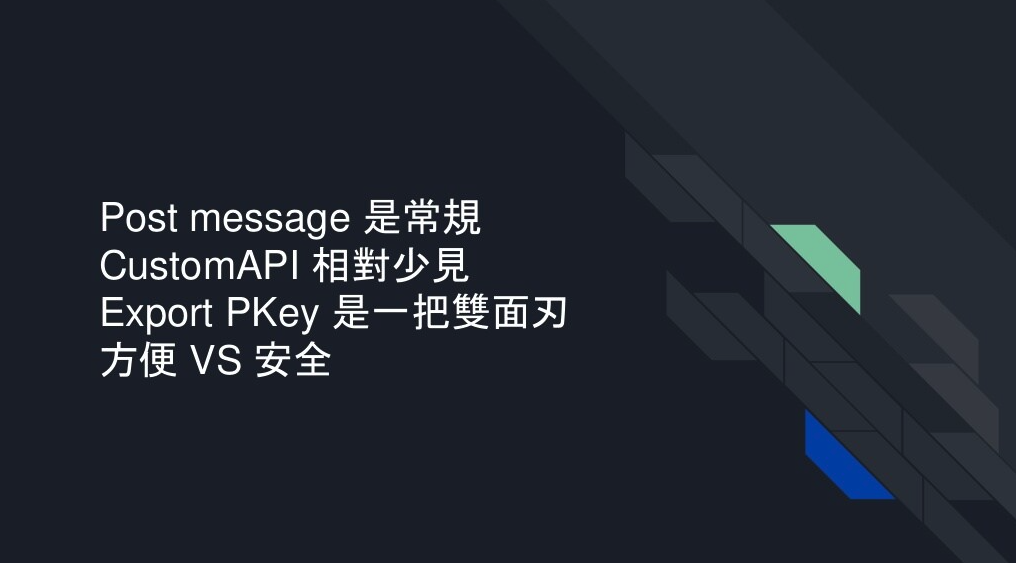 Post message 是常規
CustomAPI 相對少見
Export PKey 是一把雙面刃
方便 VS 安全